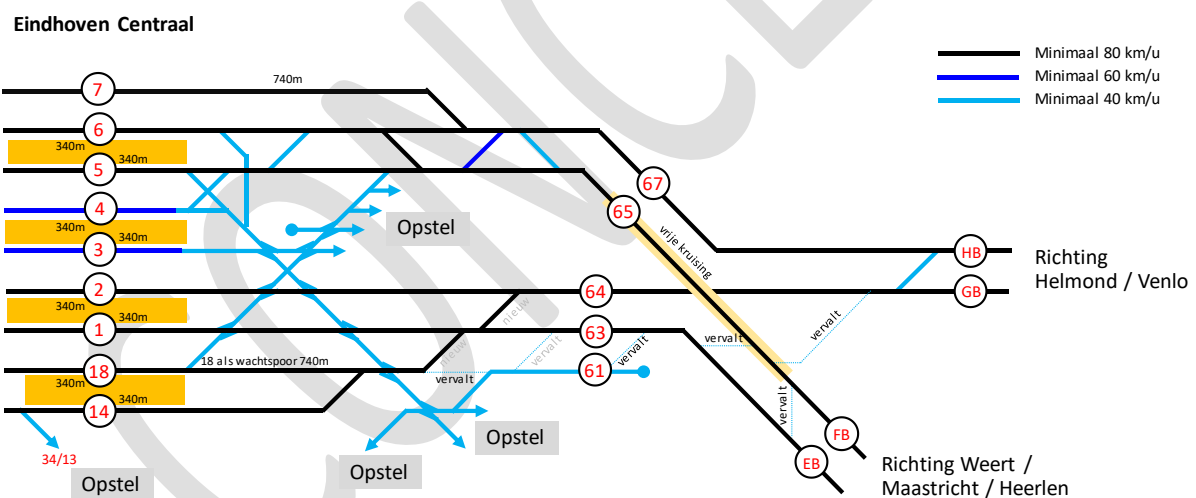 Eindhoven Centraal
Minimaal 80 km/u
Minimaal 60 km/u
Minimaal 40 km/u
7
740m
6
340m
340m
5
67
4
65
340m
340m
Opstel
3
vrije kruising
HB
Richting
Helmond / Venlo
2
64
GB
340m
340m
nieuw
1
63
vervalt
vervalt
nieuw
vervalt
vervalt
18 als wachtspoor 740m
18
vervalt
61
340m
340m
14
vervalt
FB
34/13
Opstel
Opstel
Opstel
EB
Richting Weert /
Maastricht / Heerlen
CONCE